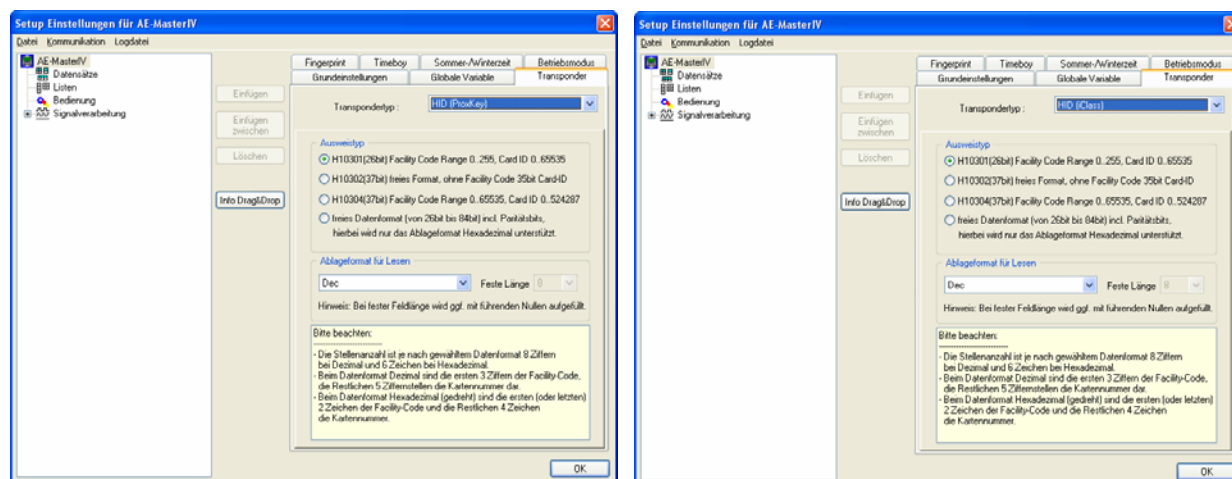 Setup Einstellungen für AE-MasterIV
Datei Kommunikation Logdatei
AE-MasterIV
Datensätze
Listen
Bedienung
Signalverarbeitung
Einfügen
Einfügen
zwischen
Löschen
Info Drag&Drop
Fingerprint Timeboy Sommer-/Winterzeit Betriebsmodus
Grundeinstellungen Globale Variable Transponder
Transpondertyp : HID (ProxKey)
Ausweistyp
H10301(26bit) Facility Code Range 0..255, Card ID 0..65535
H10302(37bit) freies Format, ohne Facility Code 35bit Card-ID
H10304(37bit) Facility Code Range 0..65535, Card ID 0..524287
freies Datenformat (von 26bit bis 84bit) incl. Paritätsbits,
hierbei wird nur das Ablageformat Hexadezimal unterstützt.
Ablageformat für Lesen
Dec Feste Länge 8
Hinweis: Bei fester Feldlänge wird ggf. mit führenden Nullen aufgefüllt.
Bitte beachten:
------------------------
- Die Stellenanzahl ist je nach gewähltem Datenformat 8 Ziffern
bei Dezimal und 6 Zeichen bei Hexadezimal.
- Beim Datenformat Dezimal sind die ersten 3 Ziffern der Facility-Code,
die Restlichen 5 Ziffernstellen die Kartennummer dar.
- Beim Datenformat Hexadezimal (gedreht) sind die ersten (oder letzten)
2 Zeichen der Facility-Code und die Restlichen 4 Zeichen
die Kartennummer.
OK
Setup Einstellungen für AE-MasterIV
Datei Kommunikation Logdatei
AE-MasterIV
Datensätze
Listen
Bedienung
Signalverarbeitung
Einfügen
Einfügen
zwischen
Löschen
Info Drag&Drop
Fingerprint Timeboy Sommer-/Winterzeit Betriebsmodus
Grundeinstellungen Globale Variable Transponder
Transpondertyp : HID (iClass)
Ausweistyp
H10301(26bit) Facility Code Range 0..255, Card ID 0..65535
H10302(37bit) freies Format, ohne Facility Code 35bit Card-ID
H10304(37bit) Facility Code Range 0..65535, Card ID 0..524287
freies Datenformat (von 26bit bis 84bit) incl. Paritätsbits,
hierbei wird nur das Ablageformat Hexadezimal unterstützt.
Ablageformat für Lesen
Dec Feste Länge 8
Hinweis: Bei fester Feldlänge wird ggf. mit führenden Nullen aufgefüllt.
Bitte beachten:
------------------------
- Die Stellenanzahl ist je nach gewähltem Datenformat 8 Ziffern
bei Dezimal und 6 Zeichen bei Hexadezimal.
- Beim Datenformat Dezimal sind die ersten 3 Ziffern der Facility-Code,
die Restlichen 5 Ziffernstellen die Kartennummer dar.
- Beim Datenformat Hexadezimal (gedreht) sind die ersten (oder letzten)
2 Zeichen der Facility-Code und die Restlichen 4 Zeichen
die Kartennummer.
OK